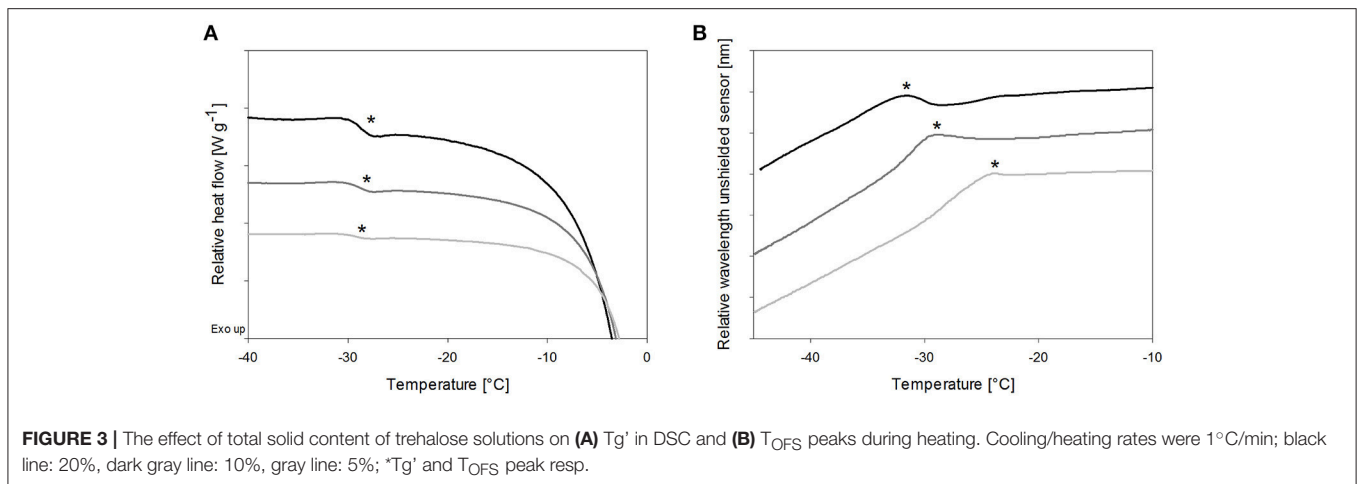 A
Relative heat flow [W g⁻¹]
*
*
*
Exo up
-40 -30 -20 -10 0
Temperature [°C]
B
Relative wavelength unshielded sensor [nm]
*
*
*
-40 -30 -20 -10
Temperature [°C]
FIGURE 3 | The effect of total solid content of trehalose solutions on (A) Tg' in DSC and (B) T_OFS peaks during heating. Cooling/heating rates were 1°C/min; black
line: 20%, dark gray line: 10%, gray line: 5%; *Tg' and T_OFS peak resp.